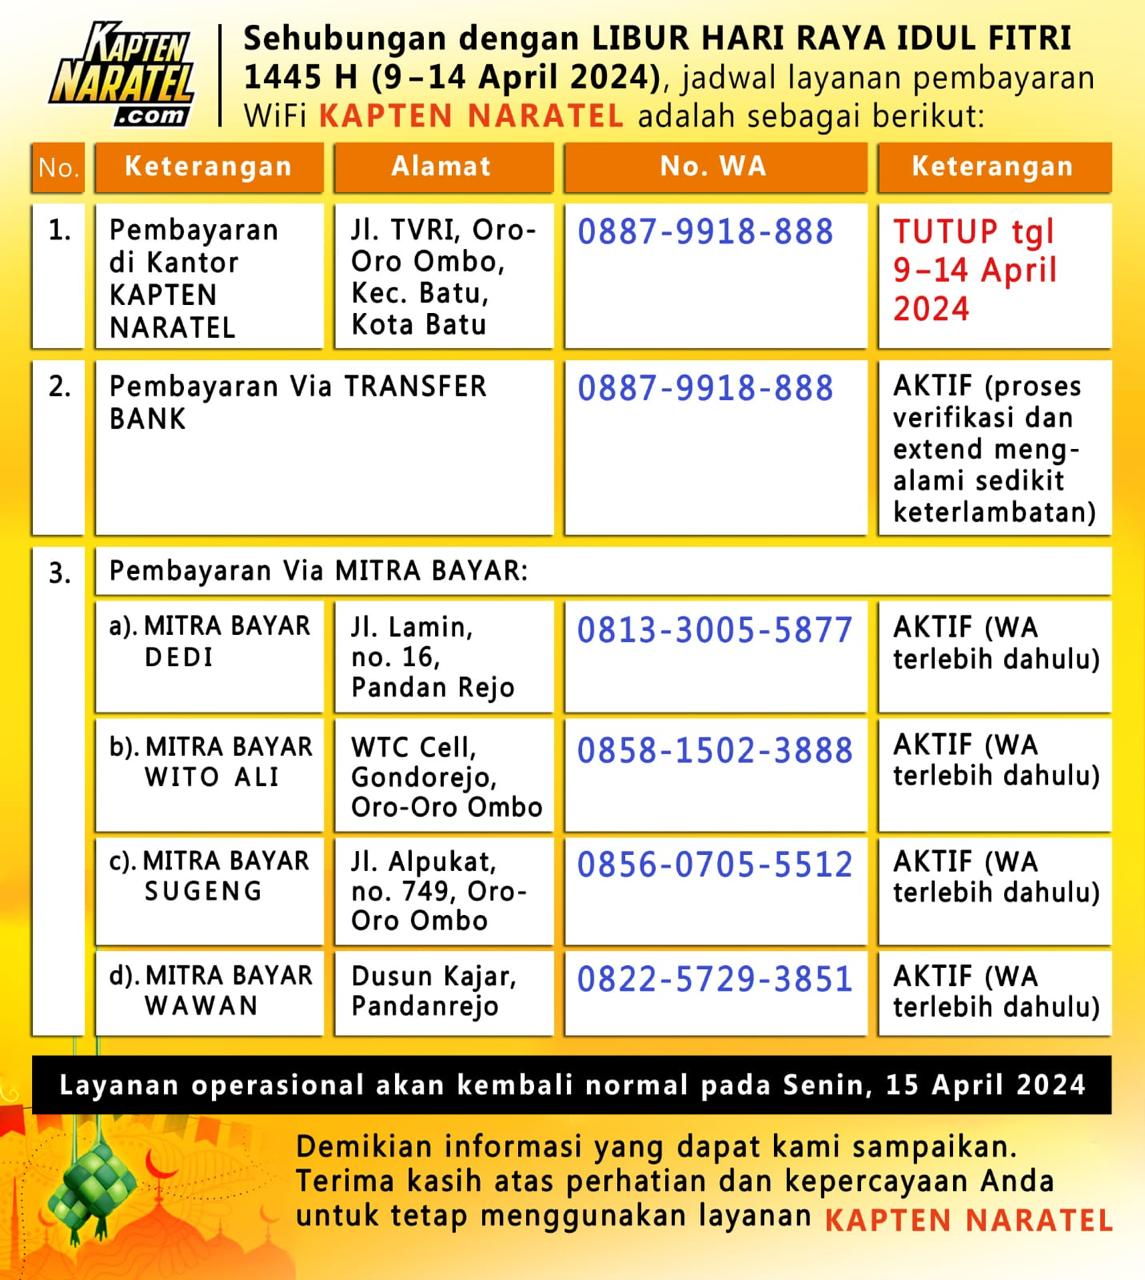 KAPTEN
NARATEL
.com
Sehubungan dengan LIBUR HARI RAYA IDUL FITRI
1445 H (9–14 April 2024), jadwal layanan pembayaran
WiFi KAPTEN NARATEL adalah sebagai berikut:
No. Keterangan Alamat No. WA Keterangan
1.
Pembayaran
di Kantor
KAPTEN
NARATEL
Jl. TVRI, Oro-
Oro Ombo,
Kec. Batu,
Kota Batu
0887-9918-888
TUTUP tgl
9–14 April
2024
2.
Pembayaran Via TRANSFER
BANK
0887-9918-888
AKTIF (proses
verifikasi dan
extend meng-
alami sedikit
keterlambatan)
3.
Pembayaran Via MITRA BAYAR:
a). MITRA BAYAR
DEDI
Jl. Lamin,
no. 16,
Pandan Rejo
0813-3005-5877
AKTIF (WA
terlebih dahulu)
b). MITRA BAYAR
WITO ALI
WTC Cell,
Gondorejo,
Oro-Oro Ombo
0858-1502-3888
AKTIF (WA
terlebih dahulu)
c). MITRA BAYAR
SUGENG
Jl. Alpukat,
no. 749, Oro-
Oro Ombo
0856-0705-5512
AKTIF (WA
terlebih dahulu)
d). MITRA BAYAR
WAWAN
Dusun Kajar,
Pandanrejo
0822-5729-3851
AKTIF (WA
terlebih dahulu)
Layanan operasional akan kembali normal pada Senin, 15 April 2024
Demikian informasi yang dapat kami sampaikan.
Terima kasih atas perhatian dan kepercayaan Anda
untuk tetap menggunakan layanan KAPTEN NARATEL